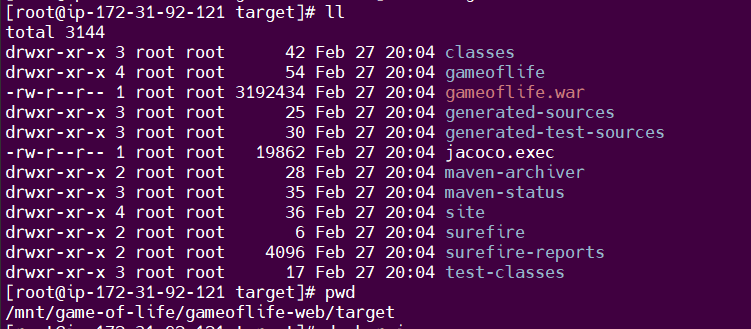 [root@ip-172-31-92-121 target]# ll
total 3144
drwxr-xr-x 3 root root      42 Feb 27 20:04 classes
drwxr-xr-x 4 root root      54 Feb 27 20:04 gameoflife
-rw-r--r-- 1 root root 3192434 Feb 27 20:04 gameoflife.war
drwxr-xr-x 3 root root      25 Feb 27 20:04 generated-sources
drwxr-xr-x 3 root root      30 Feb 27 20:04 generated-test-sources
-rw-r--r-- 1 root root   19862 Feb 27 20:04 jacoco.exec
drwxr-xr-x 2 root root      28 Feb 27 20:04 maven-archiver
drwxr-xr-x 3 root root      35 Feb 27 20:04 maven-status
drwxr-xr-x 4 root root      36 Feb 27 20:04 site
drwxr-xr-x 2 root root       6 Feb 27 20:04 surefire
drwxr-xr-x 2 root root    4096 Feb 27 20:04 surefire-reports
drwxr-xr-x 3 root root      17 Feb 27 20:04 test-classes
[root@ip-172-31-92-121 target]# pwd
/mnt/game-of-life/gameoflife-web/target
[root@ip-172-31-92-121 target]#